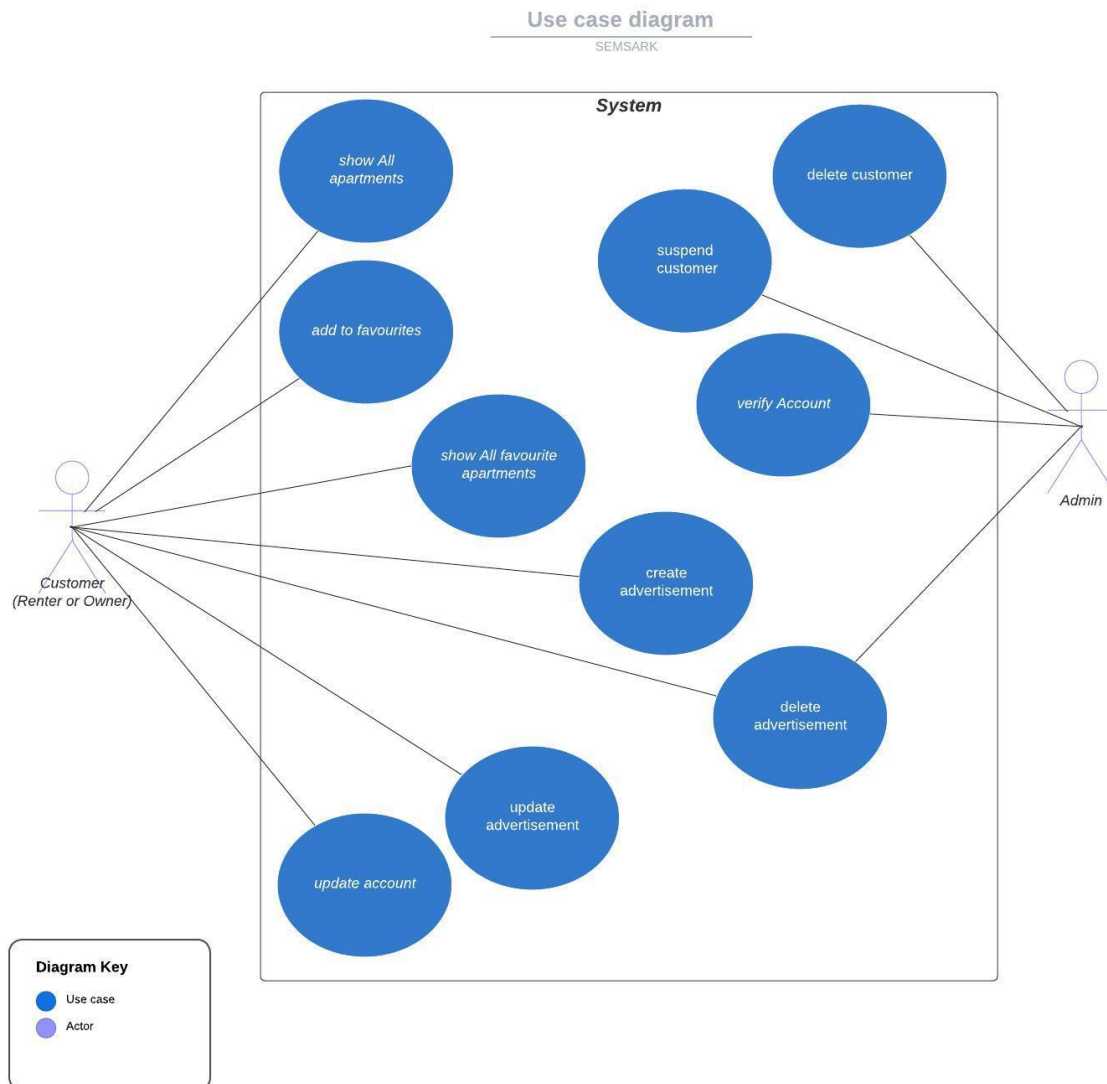 Use case diagram
SEMSARK
System
show All
apartments
delete customer
suspend
customer
add to favourites
verify Account
show All favourite
apartments
Admin
Customer
(Renter or Owner)
create
advertisement
delete
advertisement
update
advertisement
update account
Diagram Key
Use case
Actor